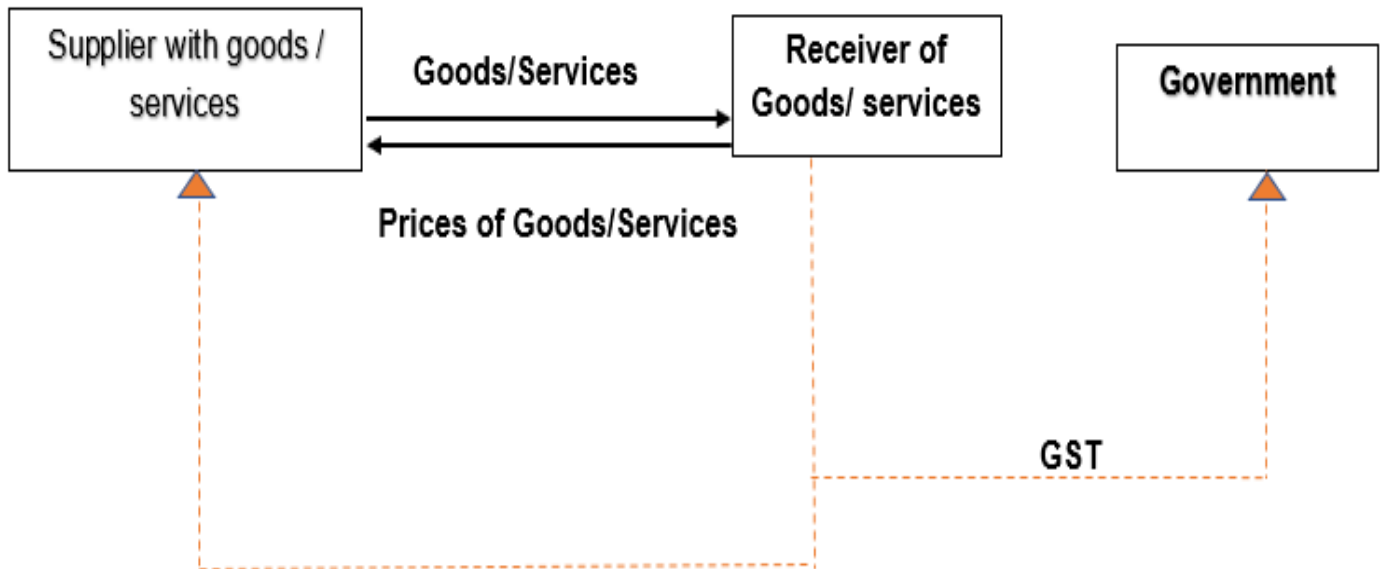 Supplier with goods /
services
Goods/Services
Receiver of
Goods/ services
Government
Prices of Goods/Services
GST